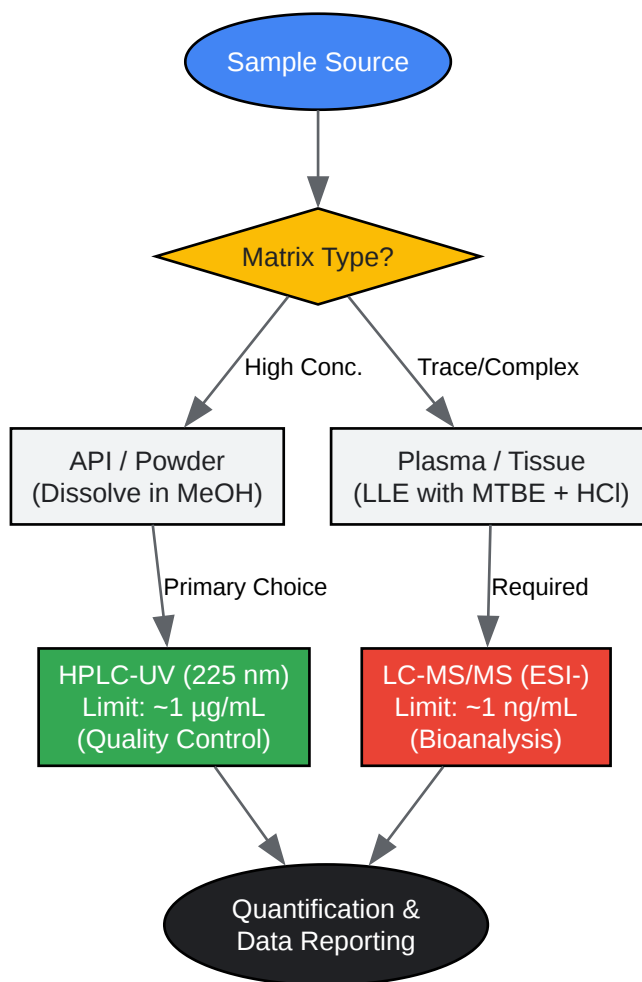 Sample Source
Matrix Type?
High Conc.
Trace/Complex
API / Powder
(Dissolve in MeOH)
Plasma / Tissue
(LLE with MTBE + HCl)
Primary Choice
Required
HPLC-UV (225 nm)
Limit: ~1 µg/mL
(Quality Control)
LC-MS/MS (ESI-)
Limit: ~1 ng/mL
(Bioanalysis)
Quantification &
Data Reporting